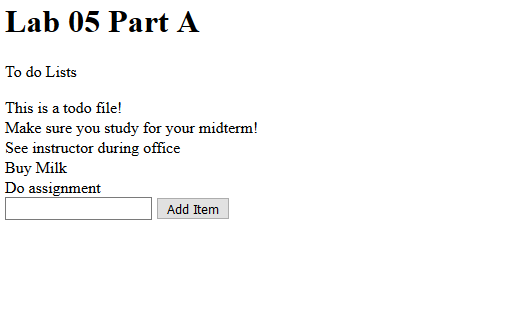 Lab 05 Part A
To do Lists
This is a todo file!
Make sure you study for your midterm!
See instructor during office
Buy Milk
Do assignment
Add Item